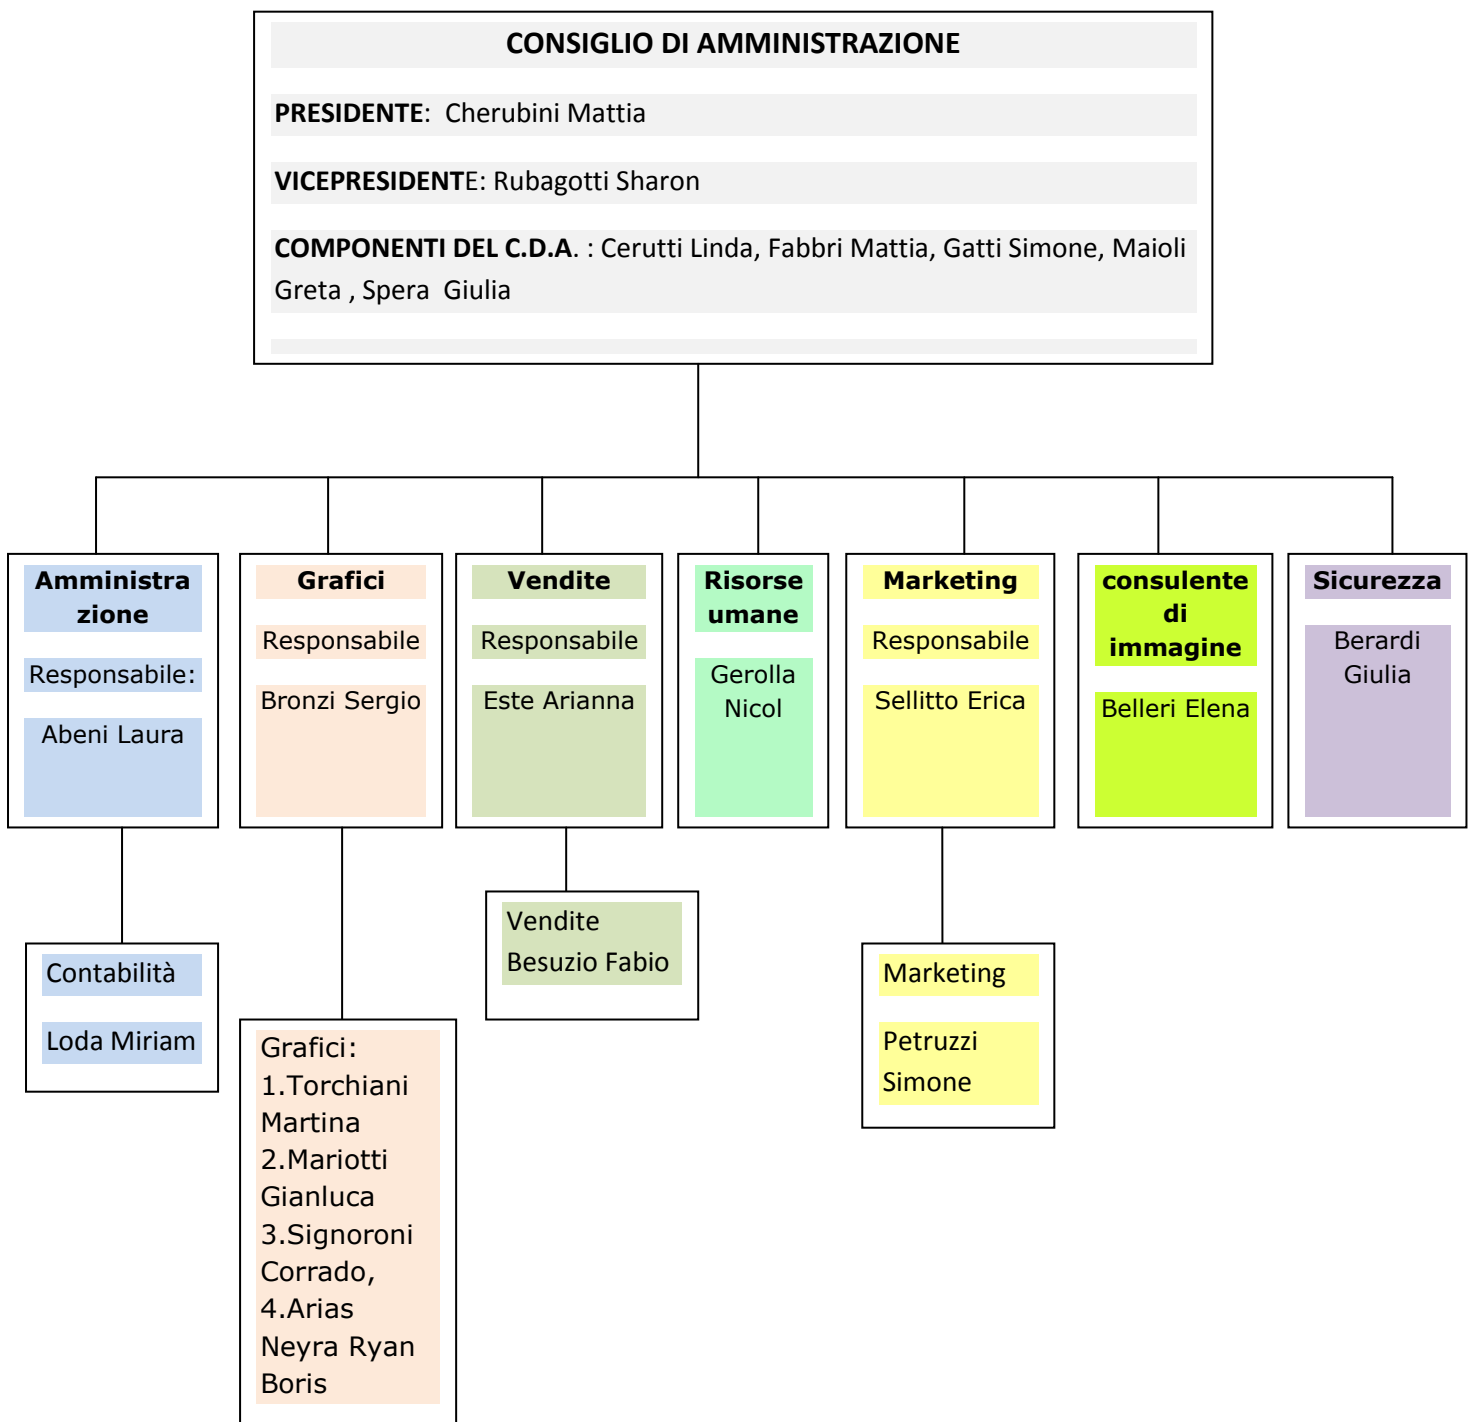 CONSIGLIO DI AMMINISTRAZIONE
PRESIDENTE: Cherubini Mattia
VICEPRESIDENTE: Rubagotti Sharon
COMPONENTI DEL C.D.A. : Cerutti Linda, Fabbri Mattia, Gatti Simone, Maioli
Greta , Spera Giulia
Amministra
zione
Responsabile:
Abeni Laura
Grafici
Responsabile
Bronzi Sergio
Vendite
Responsabile
Este Arianna
Risorse
umane
Gerolla
Nicol
Marketing
Responsabile
Sellitto Erica
consulente
di
immagine
Belleri Elena
Sicurezza
Berardi
Giulia
Contabilità
Loda Miriam
Grafici:
1.Torchiani
Martina
2.Mariotti
Gianluca
3.Signoroni
Corrado,
4.Arias
Neyra Ryan
Boris
Vendite
Besuzio Fabio
Marketing
Petruzzi
Simone